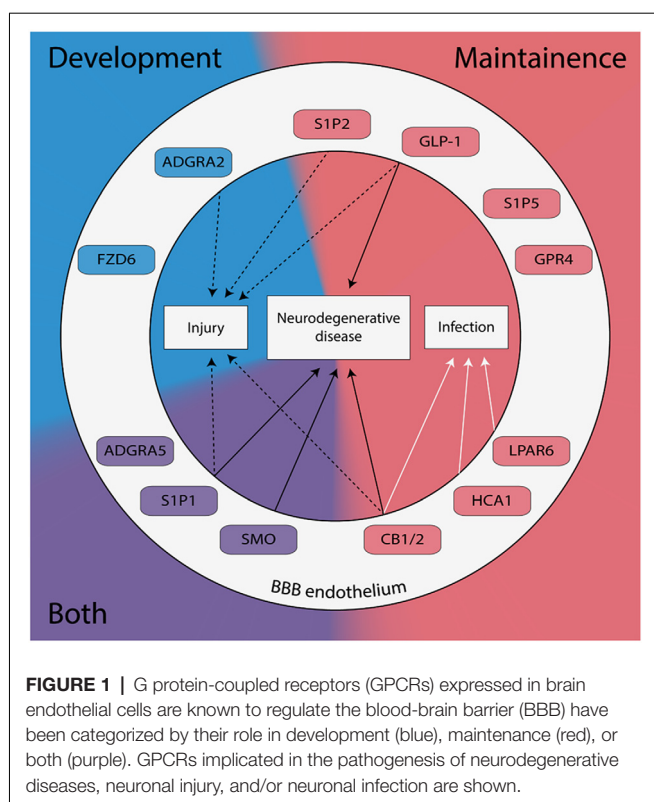 Development
Maintainence
S1P2
GLP-1
ADGRA2
S1P5
FZD6
GPR4
Injury
Neurodegenerative
disease
Infection
ADGRA5
LPAR6
S1P1
HCA1
SMO
CB1/2
BBB endothelium
Both
FIGURE 1 | G protein-coupled receptors (GPCRs) expressed in brain
endothelial cells are known to regulate the blood-brain barrier (BBB) have
been categorized by their role in development (blue), maintenance (red), or
both (purple). GPCRs implicated in the pathogenesis of neurodegenerative
diseases, neuronal injury, and/or neuronal infection are shown.